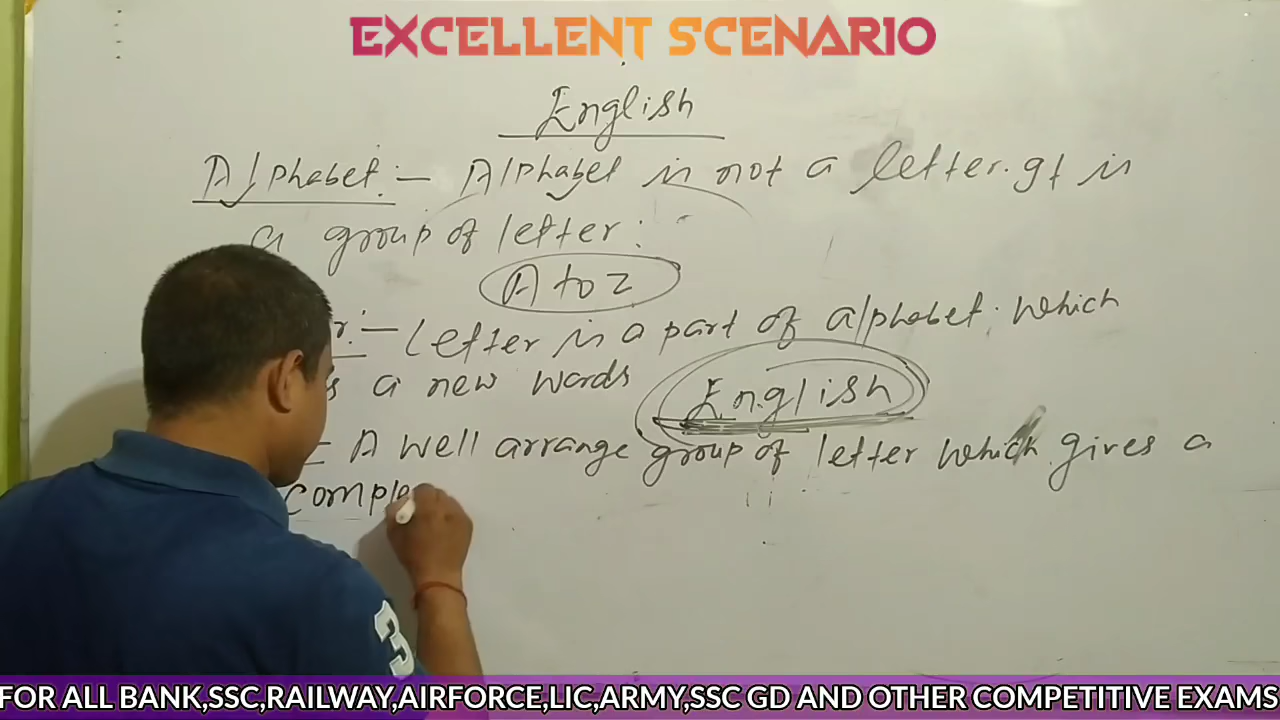 EXCELLENT SCENARIO
English
Alphabet:- Alphabet is not a letter. It is
a group of letter:
A to Z
r:- Letter is a part of alphabet. which
s a new words
English
- A well arrange group of letter which gives a
comple
3
FOR ALL BANK,SSC,RAILWAY,AIRFORCE,LIC,ARMY,SSC GD AND OTHER COMPETITIVE EXAMS